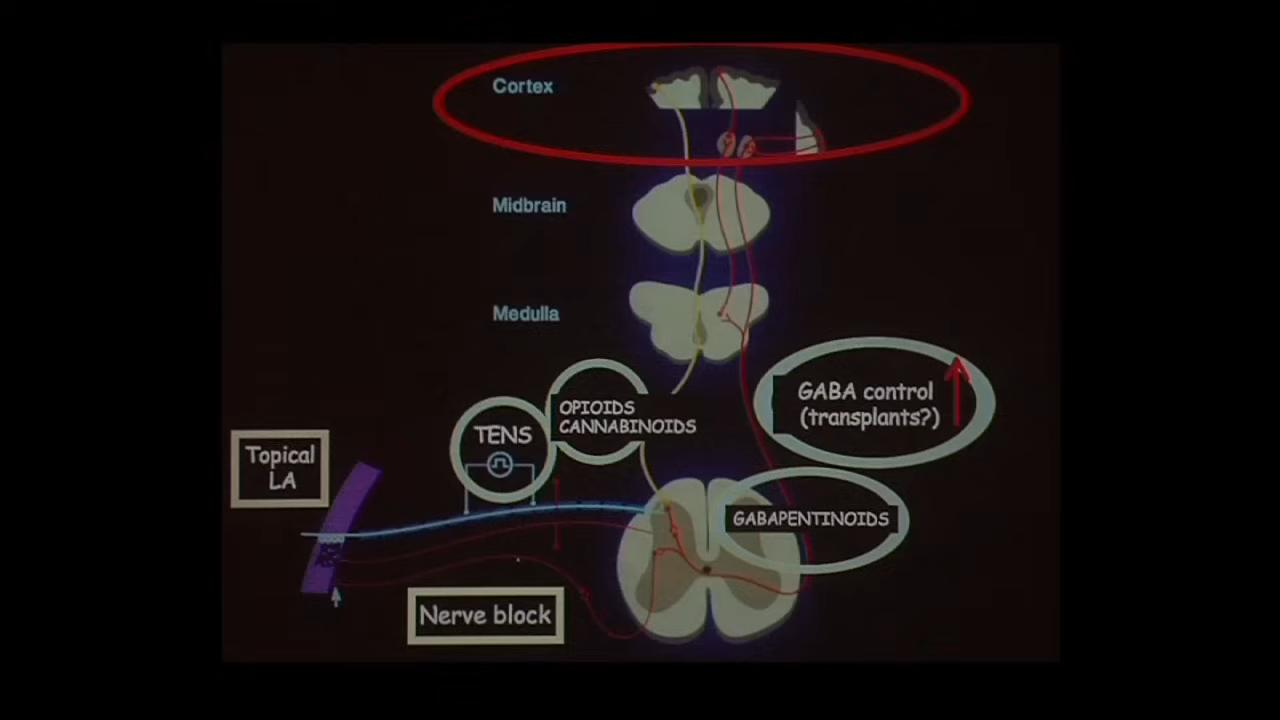 Cortex
Midbrain
Medulla
GABA control
(transplants?)
OPIOIDS
CANNABINOIDS
TENS
Topical
LA
GABAPENTINOIDS
Nerve block